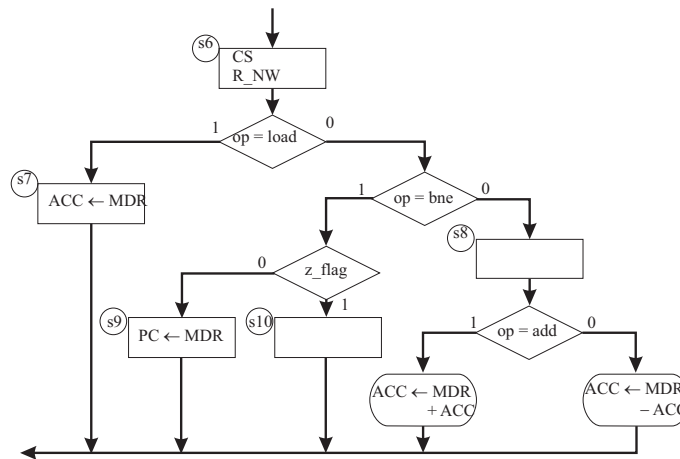 s6
CS
R_NW
1
op = load
0
s7
ACC ← MDR
1
op = bne
0
s8
0
z_flag
1
s9
PC ← MDR
s10
1
op = add
0
ACC ← MDR
+ ACC
ACC ← MDR
– ACC